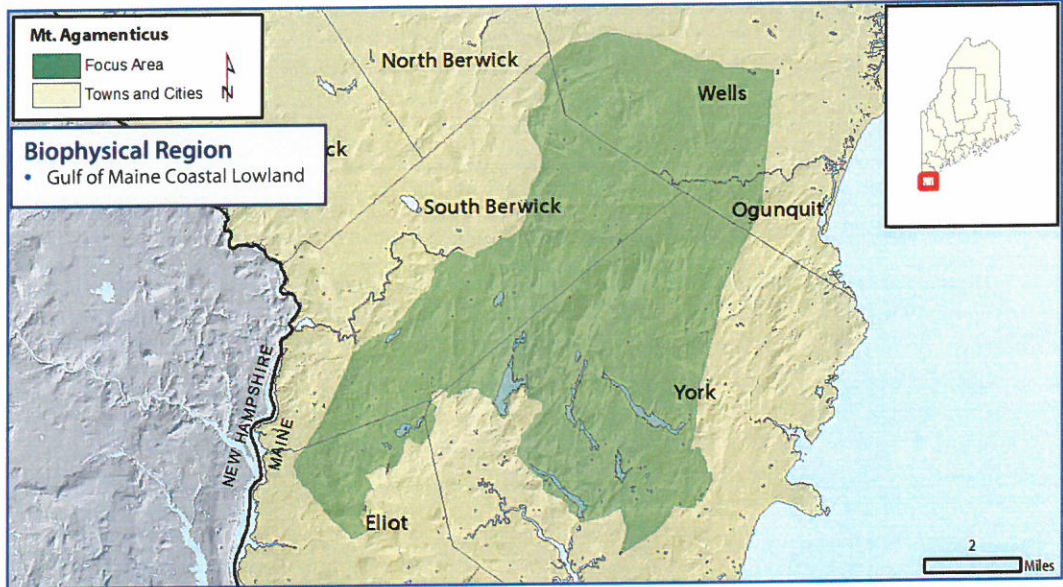 Mt. Agamenticus
Focus Area
Towns and Cities
N
Biophysical Region
• Gulf of Maine Coastal Lowland
North Berwick
Wells
ck
South Berwick
Ogunquit
York
NEW HAMPSHIRE
MAINE
Eliot
2
Miles